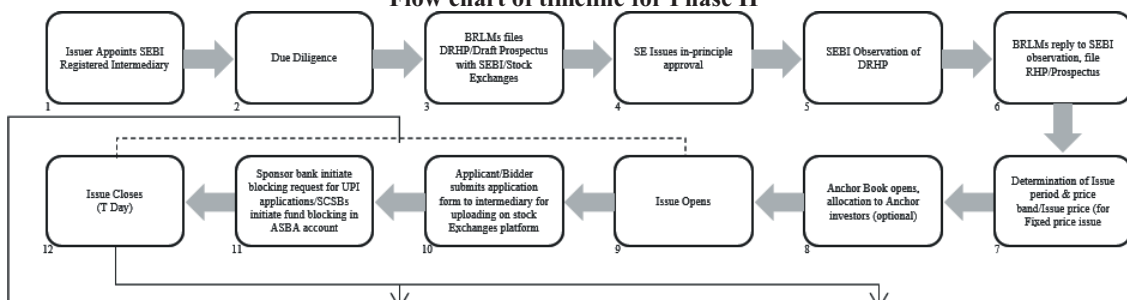 Flow chart of timeline for Phase II
Issuer Appoints SEBI
Registered Intermediary
1
Due Diligence
2
BRLMs files
DRHP/Draft Prospectus
with SEBI/Stock
Exchanges
3
SE Issues in-principle
approval
4
SEBI Observation of
DRHP
5
BRLMs reply to SEBI
observation, file
RHP/Prospectus
6
Determination of Issue
period & price
band/Issue price (for
Fixed price issue
7
Anchor Book opens,
allocation to Anchor
investors (optional)
8
Issue Opens
9
Applicant/Bidder
submits application
form to intermediary for
uploading on stock
Exchanges platform
10
Sponsor bank initiate
blocking request for UPI
applications/SCSBs
initiate fund blocking in
ASBA account
11
Issue Closes
(T Day)
12